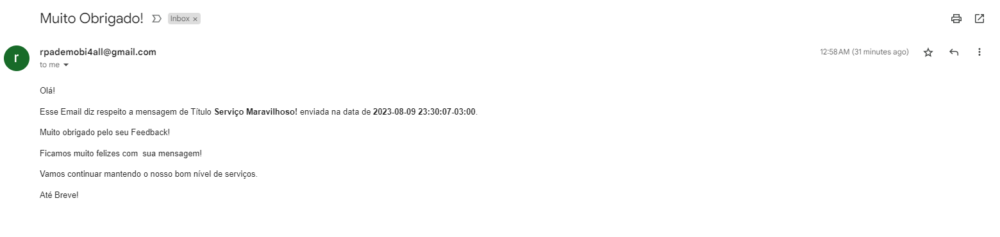 Muito Obrigado! Inbox ×
r
rpademobi4all@gmail.com 12:58 AM (31 minutes ago)
to me
Olá!
Esse Email diz respeito a mensagem de Título Serviço Maravilhoso! enviada na data de 2023-08-09 23:30:07-03:00.
Muito obrigado pelo seu Feedback!
Ficamos muito felizes com  sua mensagem!
Vamos continuar mantendo o nosso bom nível de serviços.
Até Breve!